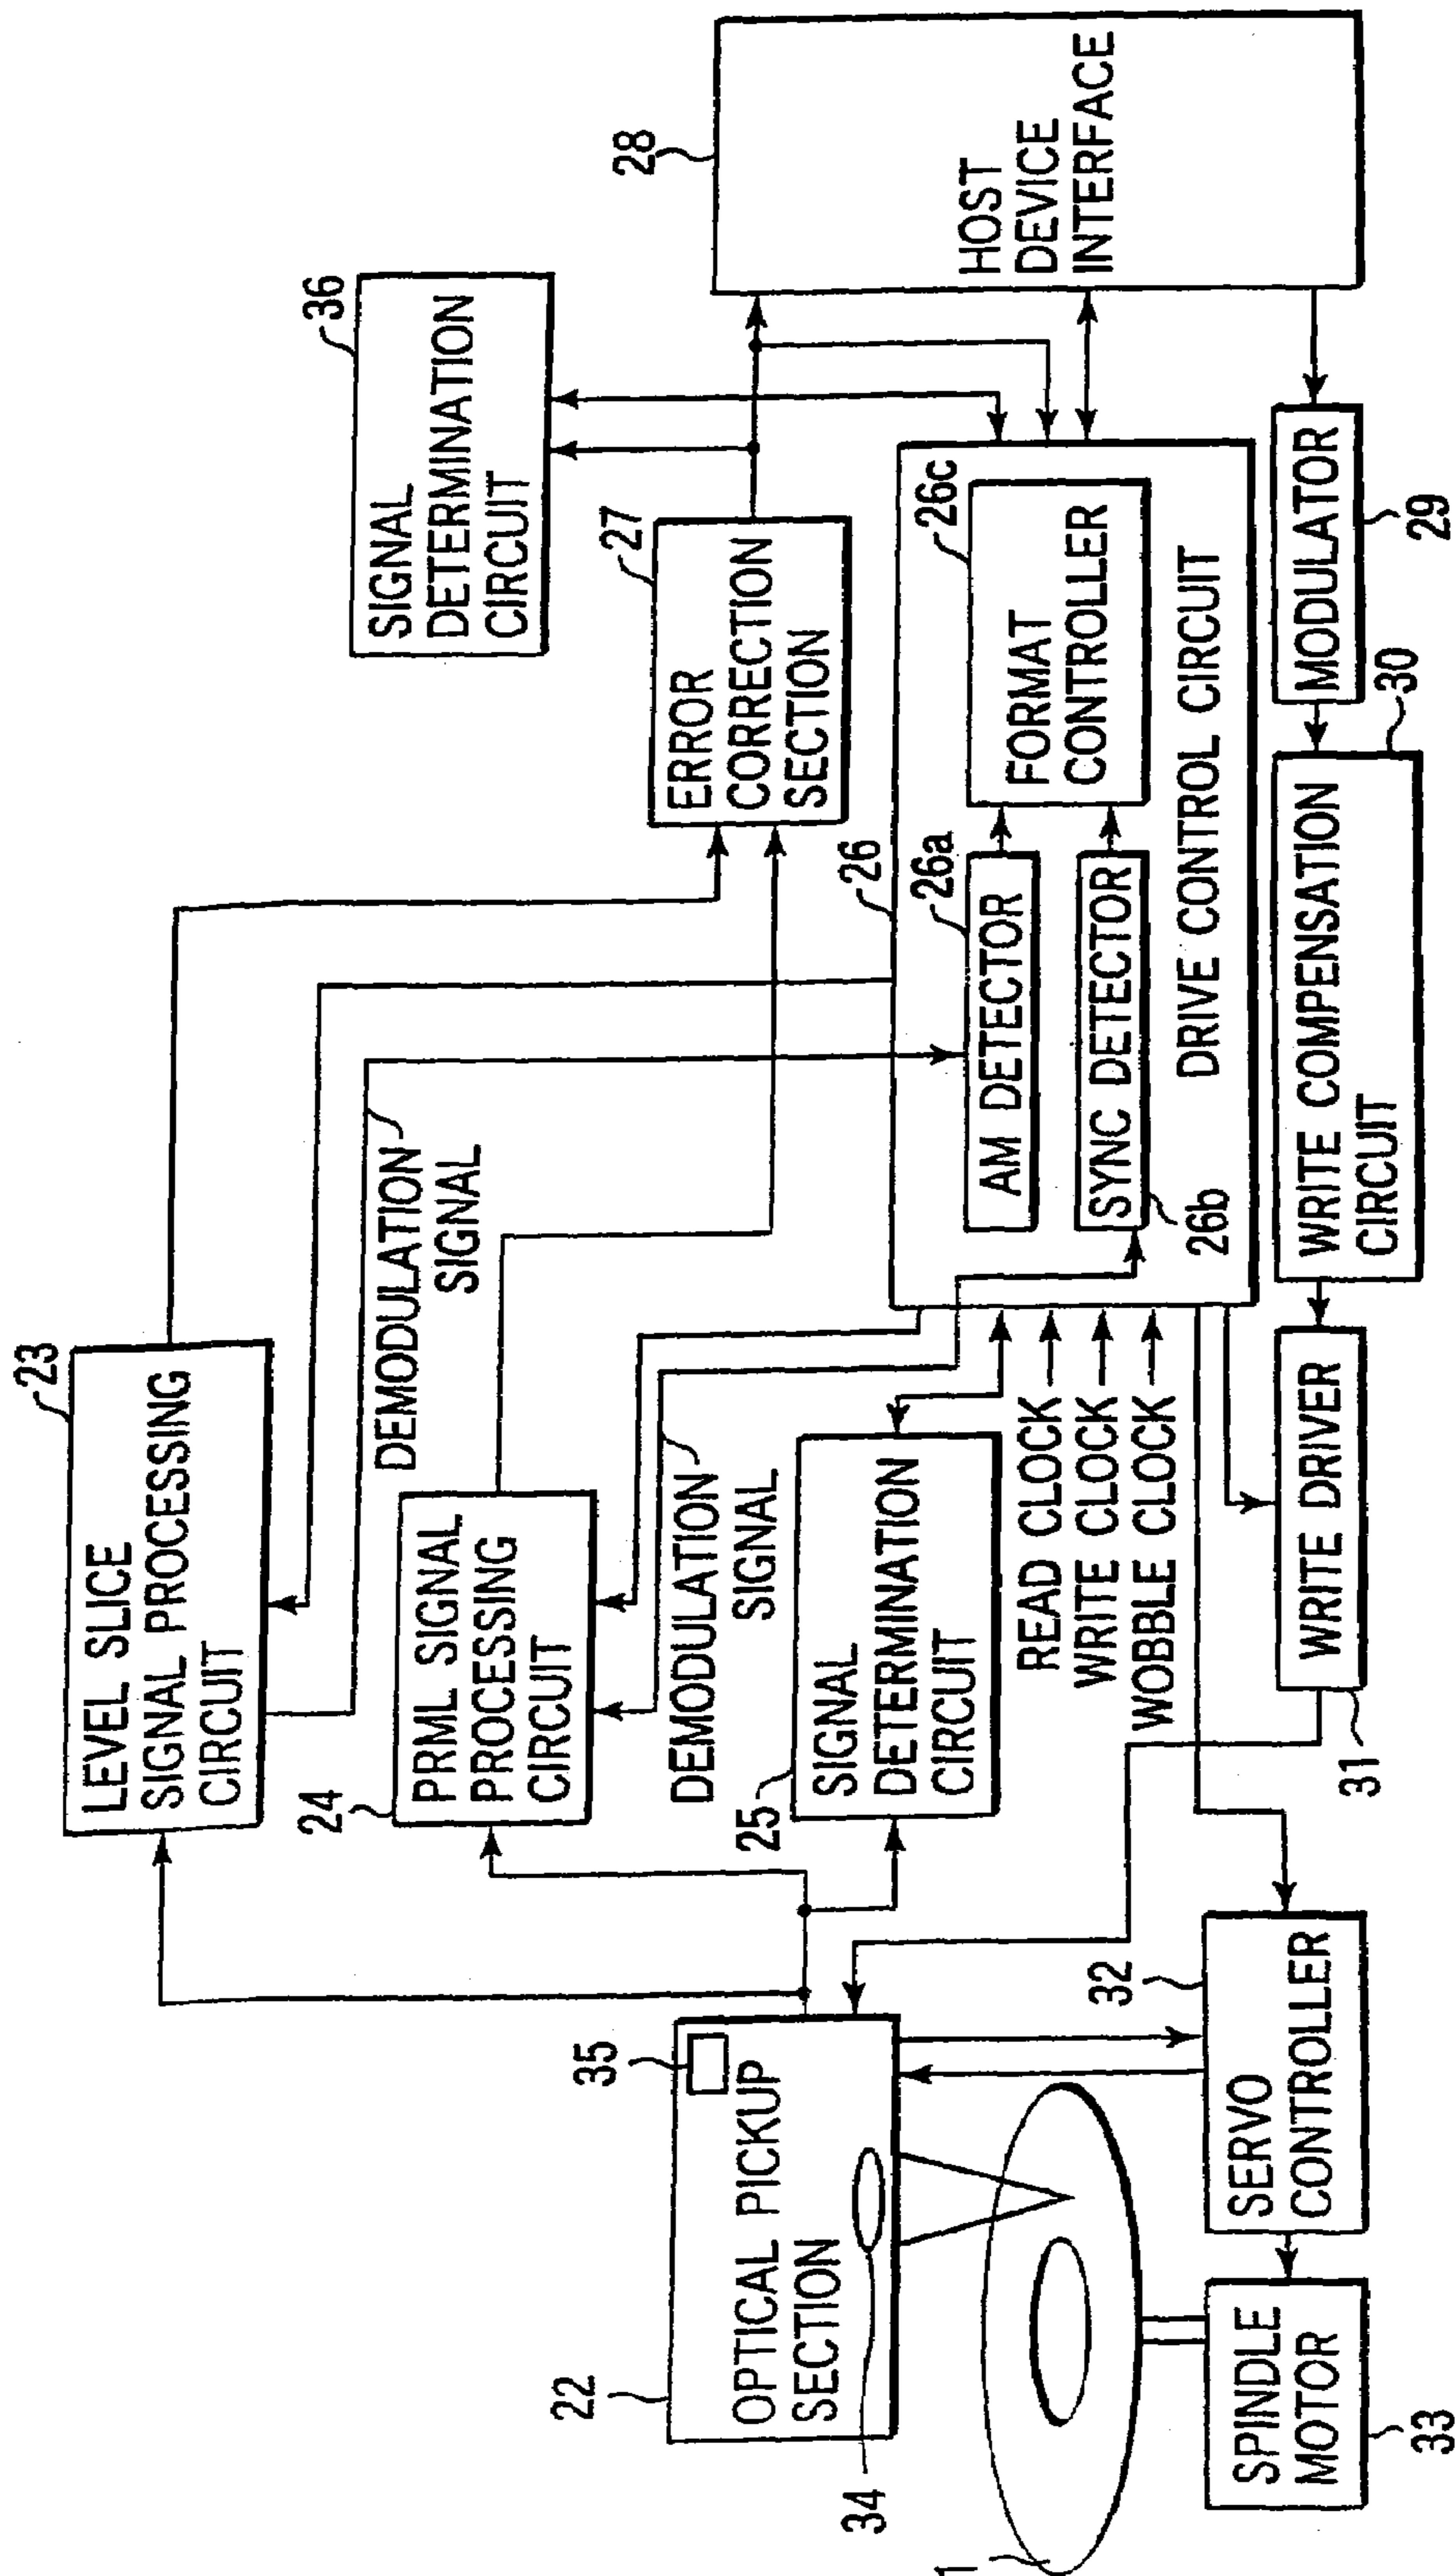 23
LEVEL SLICE
SIGNAL PROCESSING
CIRCUIT
DEMODULATION
SIGNAL
36
SIGNAL
DETERMINATION
CIRCUIT
24
PRML SIGNAL
PROCESSING
CIRCUIT
27
ERROR
CORRECTION
SECTION
28
HOST
DEVICE
INTERFACE
22
35
OPTICAL PICKUP
SECTION
34
DEMODULATION
SIGNAL
25
SIGNAL
DETERMINATION
CIRCUIT
26
26a
AM DETECTOR
SYNC DETECTOR
26b
26c
FORMAT
CONTROLLER
DRIVE CONTROL CIRCUIT
READ CLOCK
WRITE CLOCK
WOBBLE CLOCK
1
32
SERVO
CONTROLLER
SPINDLE
MOTOR
33
WRITE DRIVER
31
WRITE COMPENSATION
CIRCUIT
30
MODULATOR
29